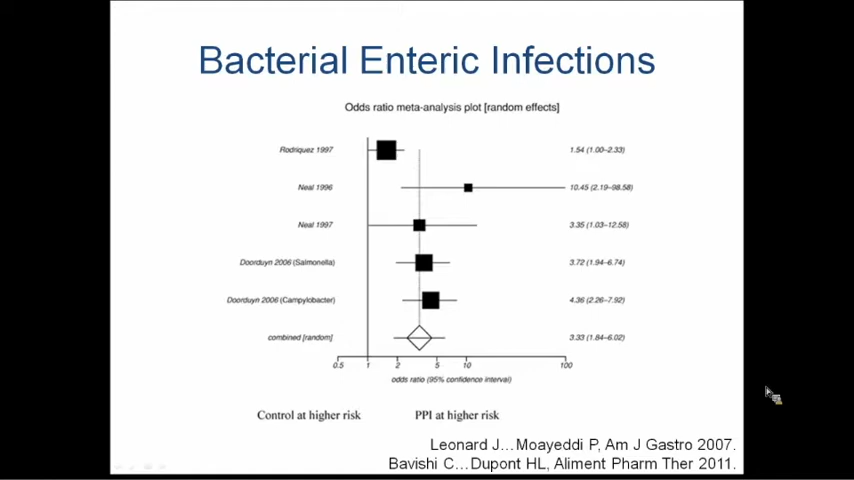 Bacterial Enteric Infections
Odds ratio meta-analysis plot [random effects]
Rodriquez 1997 1.54 (1.00–2.33)
Neal 1996 10.45 (2.19–98.58)
Neal 1997 3.35 (1.03–12.58)
Doorduyn 2006 (Salmonella) 3.72 (1.94–6.74)
Doorduyn 2006 (Campylobacter) 4.36 (2.26–7.92)
combined [random] 3.33 (1.84–6.02)
0.5 1 2 5 10 100
odds ratio (95% confidence interval)
Control at higher risk PPI at higher risk
Leonard J...Moayeddi P, Am J Gastro 2007.
Bavishi C...Dupont HL, Aliment Pharm Ther 2011.